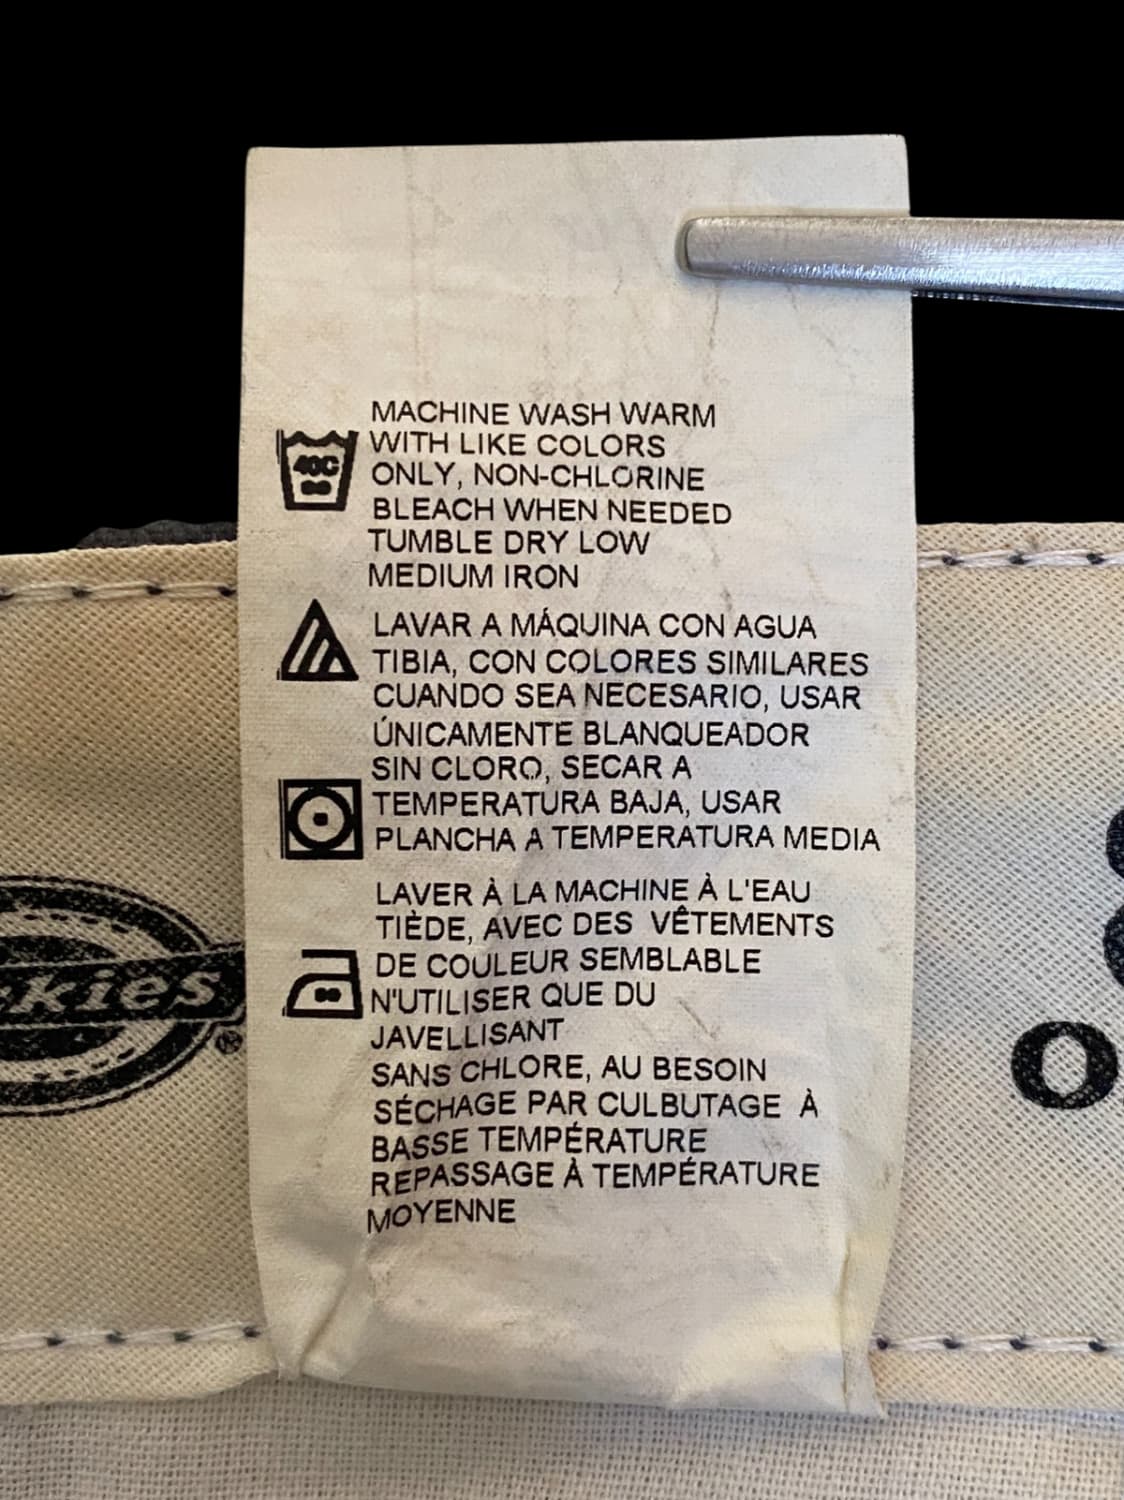 MACHINE WASH WARM
WITH LIKE COLORS
ONLY, NON-CHLORINE
BLEACH WHEN NEEDED
TUMBLE DRY LOW
MEDIUM IRON
40C
LAVAR A MÁQUINA CON AGUA
TIBIA, CON COLORES SIMILARES
CUANDO SEA NECESARIO, USAR
ÚNICAMENTE BLANQUEADOR
SIN CLORO, SECAR A
TEMPERATURA BAJA, USAR
PLANCHA A TEMPERATURA MEDIA
LAVER À LA MACHINE À L'EAU
TIÈDE, AVEC DES VÊTEMENTS
DE COULEUR SEMBLABLE
N'UTILISER QUE DU
JAVELLISANT
SANS CHLORE, AU BESOIN
SÉCHAGE PAR CULBUTAGE À
BASSE TEMPÉRATURE
REPASSAGE À TEMPÉRATURE
MOYENNE
kies®